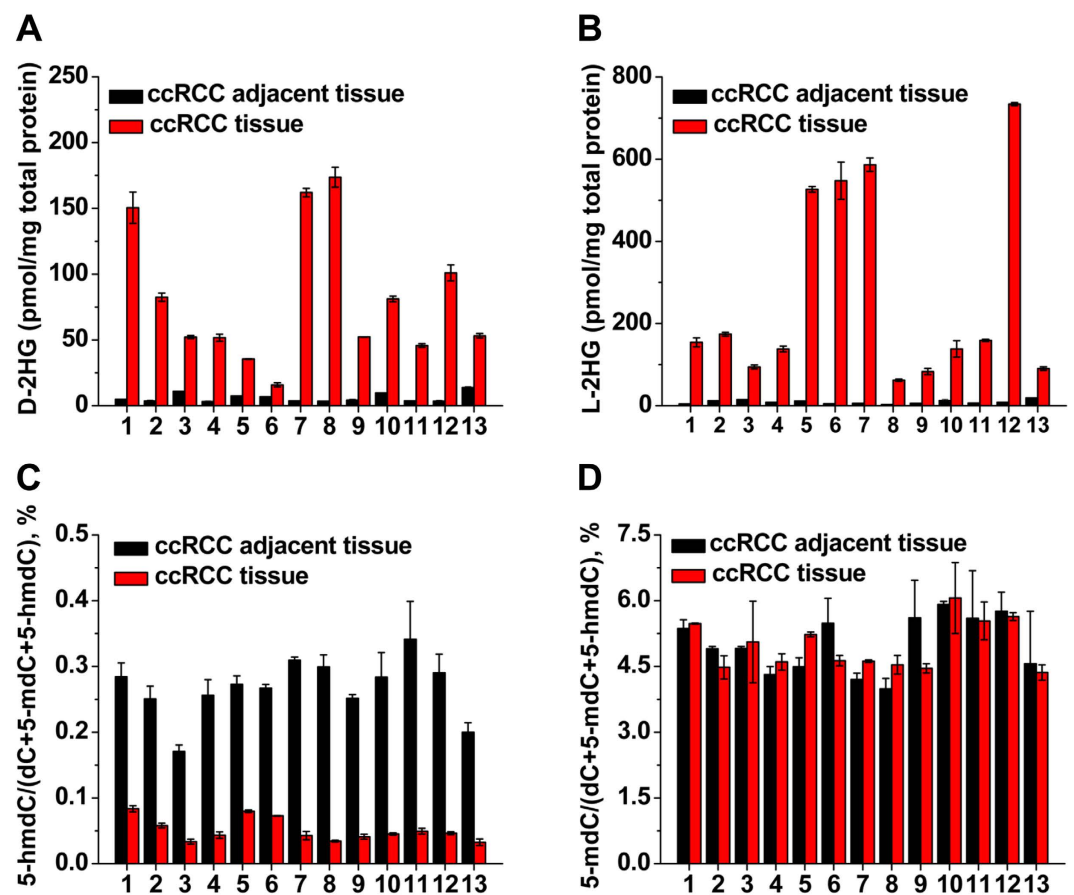 A
D-2HG (pmol/mg total protein)
250
200
150
100
50
0
ccRCC adjacent tissue
ccRCC tissue
1 2 3 4 5 6 7 8 9 10 11 12 13
B
L-2HG (pmol/mg total protein)
800
600
400
200
0
ccRCC adjacent tissue
ccRCC tissue
1 2 3 4 5 6 7 8 9 10 11 12 13
C
5-hmdC/(dC+5-mdC+5-hmdC), %
0.5
0.4
0.3
0.2
0.1
0.0
ccRCC adjacent tissue
ccRCC tissue
1 2 3 4 5 6 7 8 9 10 11 12 13
D
5-mdC/(dC+5-mdC+5-hmdC), %
7.5
6.0
4.5
3.0
1.5
0.0
ccRCC adjacent tissue
ccRCC tissue
1 2 3 4 5 6 7 8 9 10 11 12 13